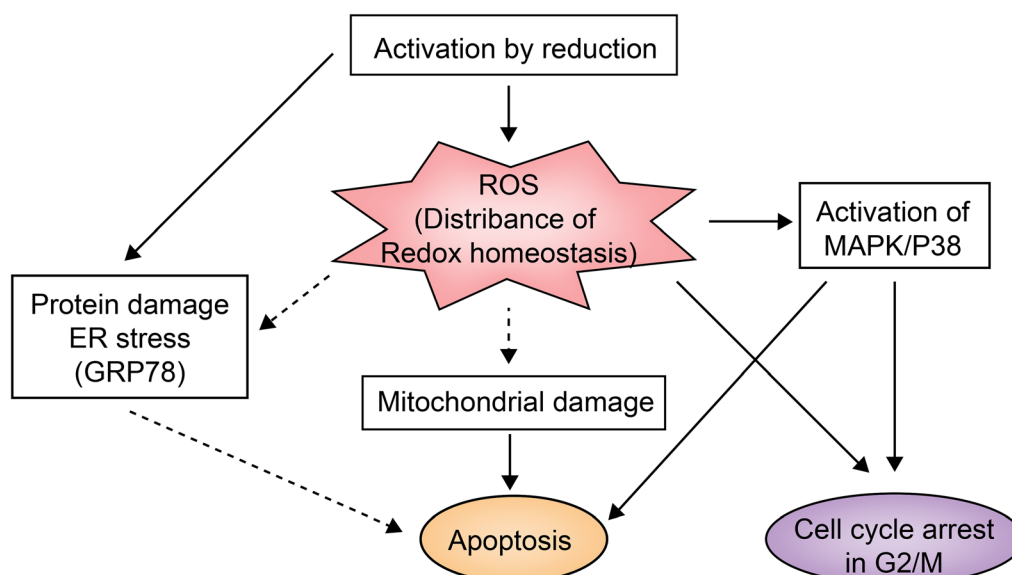 Activation by reduction
ROS
(Distribance of
Redox homeostasis)
Activation of
MAPK/P38
Protein damage
ER stress
(GRP78)
Mitochondrial damage
Apoptosis
Cell cycle arrest
in G2/M